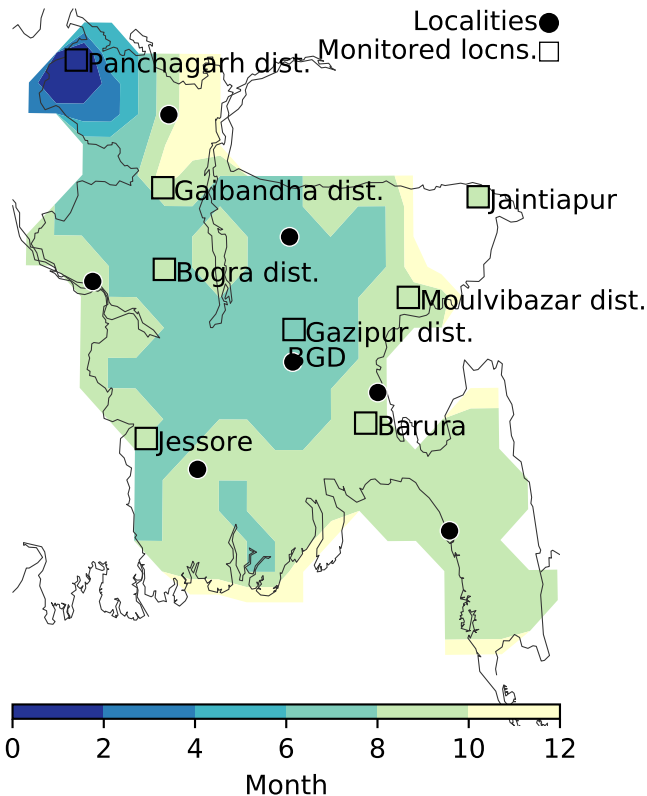 Localities
Monitored locns.
Panchagarh dist.
Gaibandha dist.
Jaintiapur
Bogra dist.
Moulvibazar dist.
Gazipur dist.
BGD
Barura
Jessore
0 2 4 6 8 10 12
Month